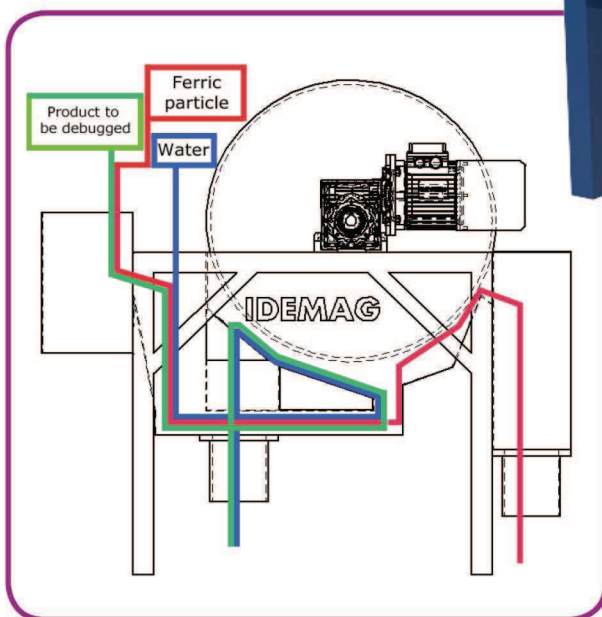 Ferric
particle
Product to
be debugged
Water
IDEMAG